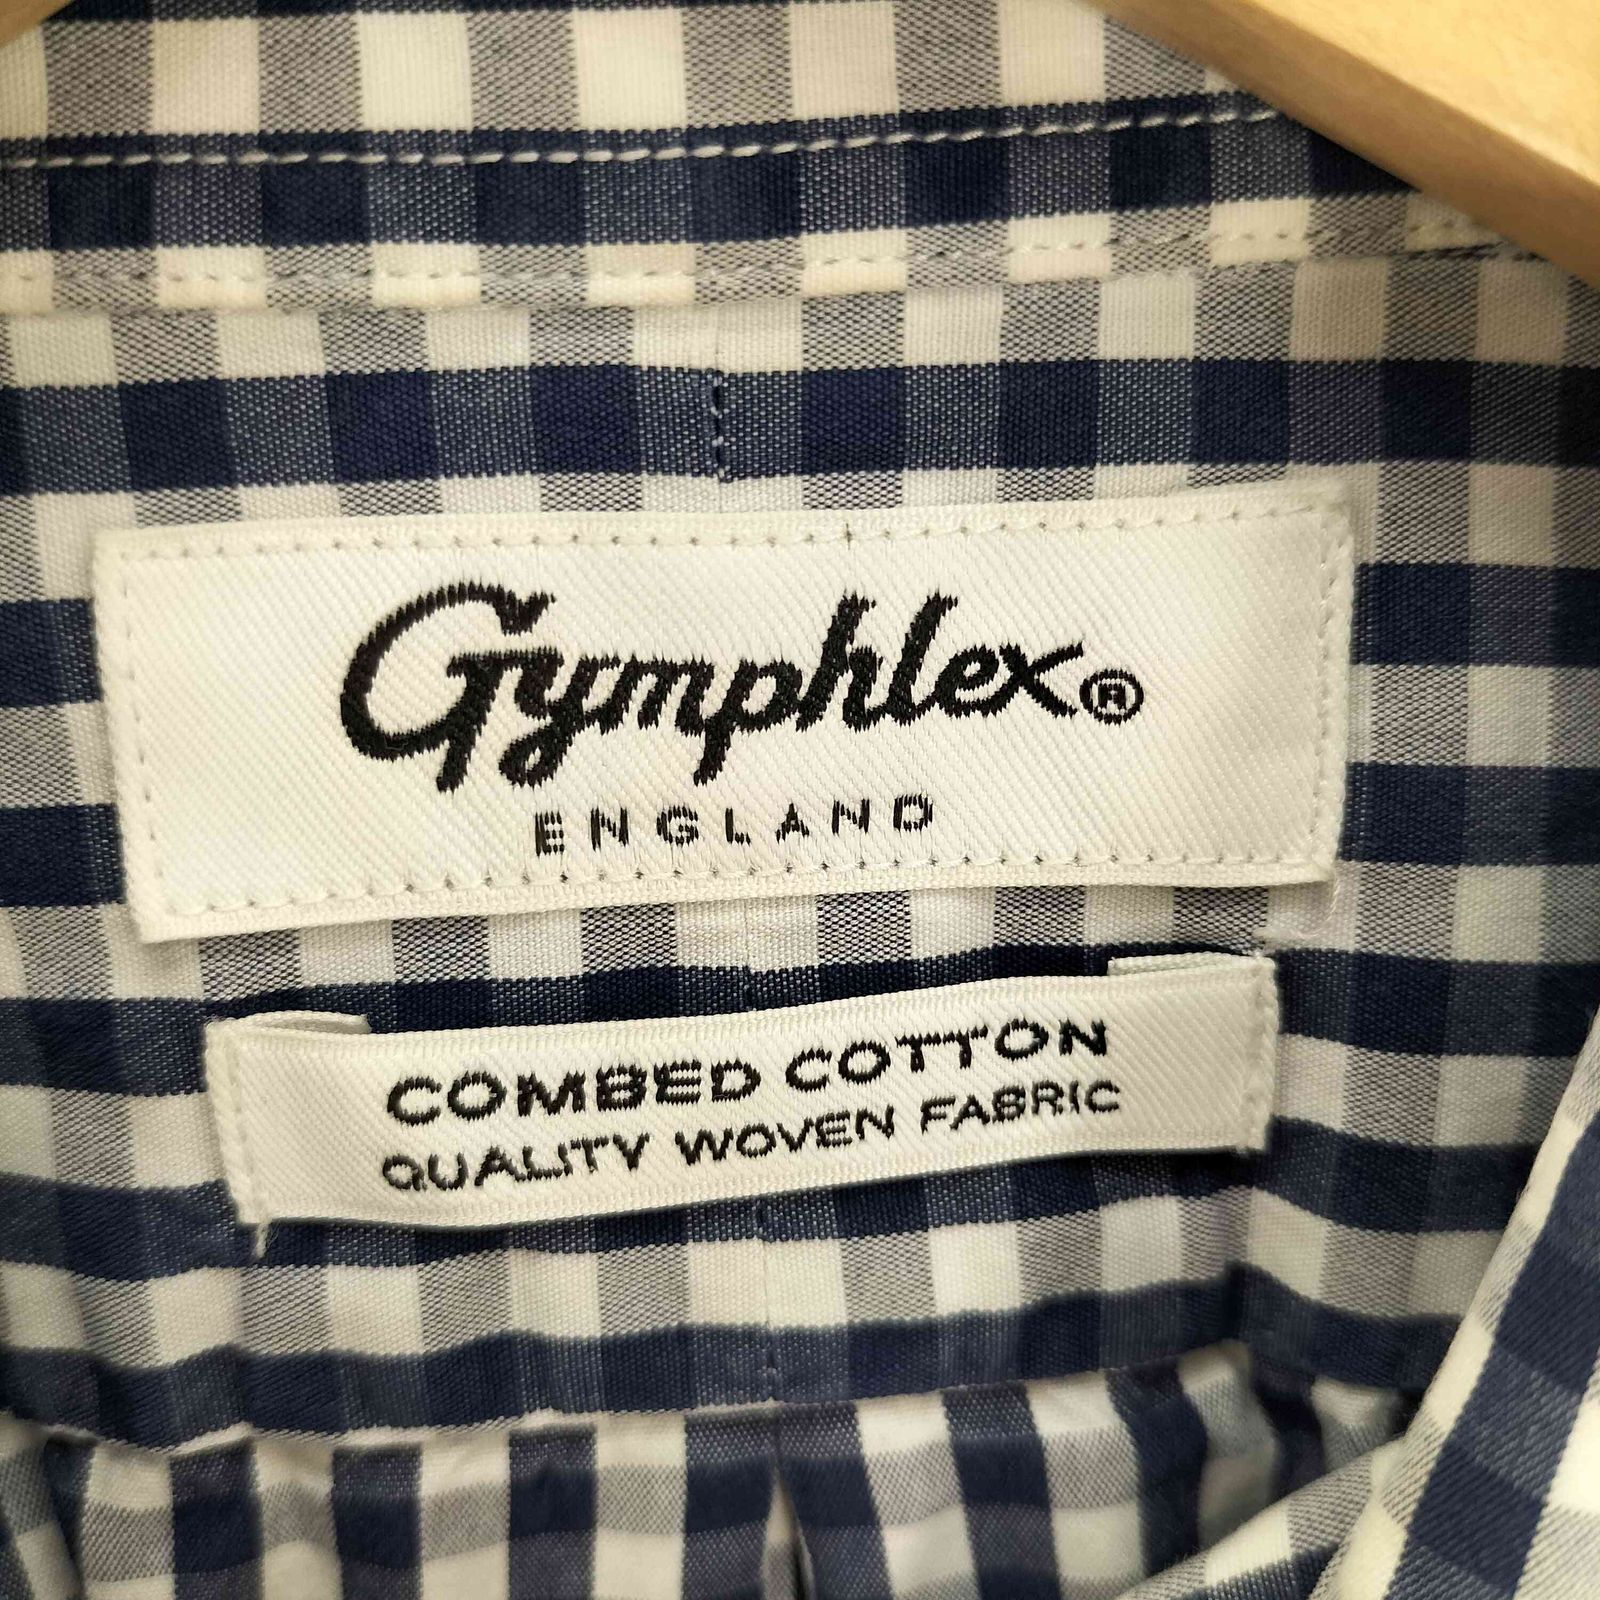 Gymphlex®
ENGLAND
COMBED COTTON
QUALITY WOVEN FABRIC